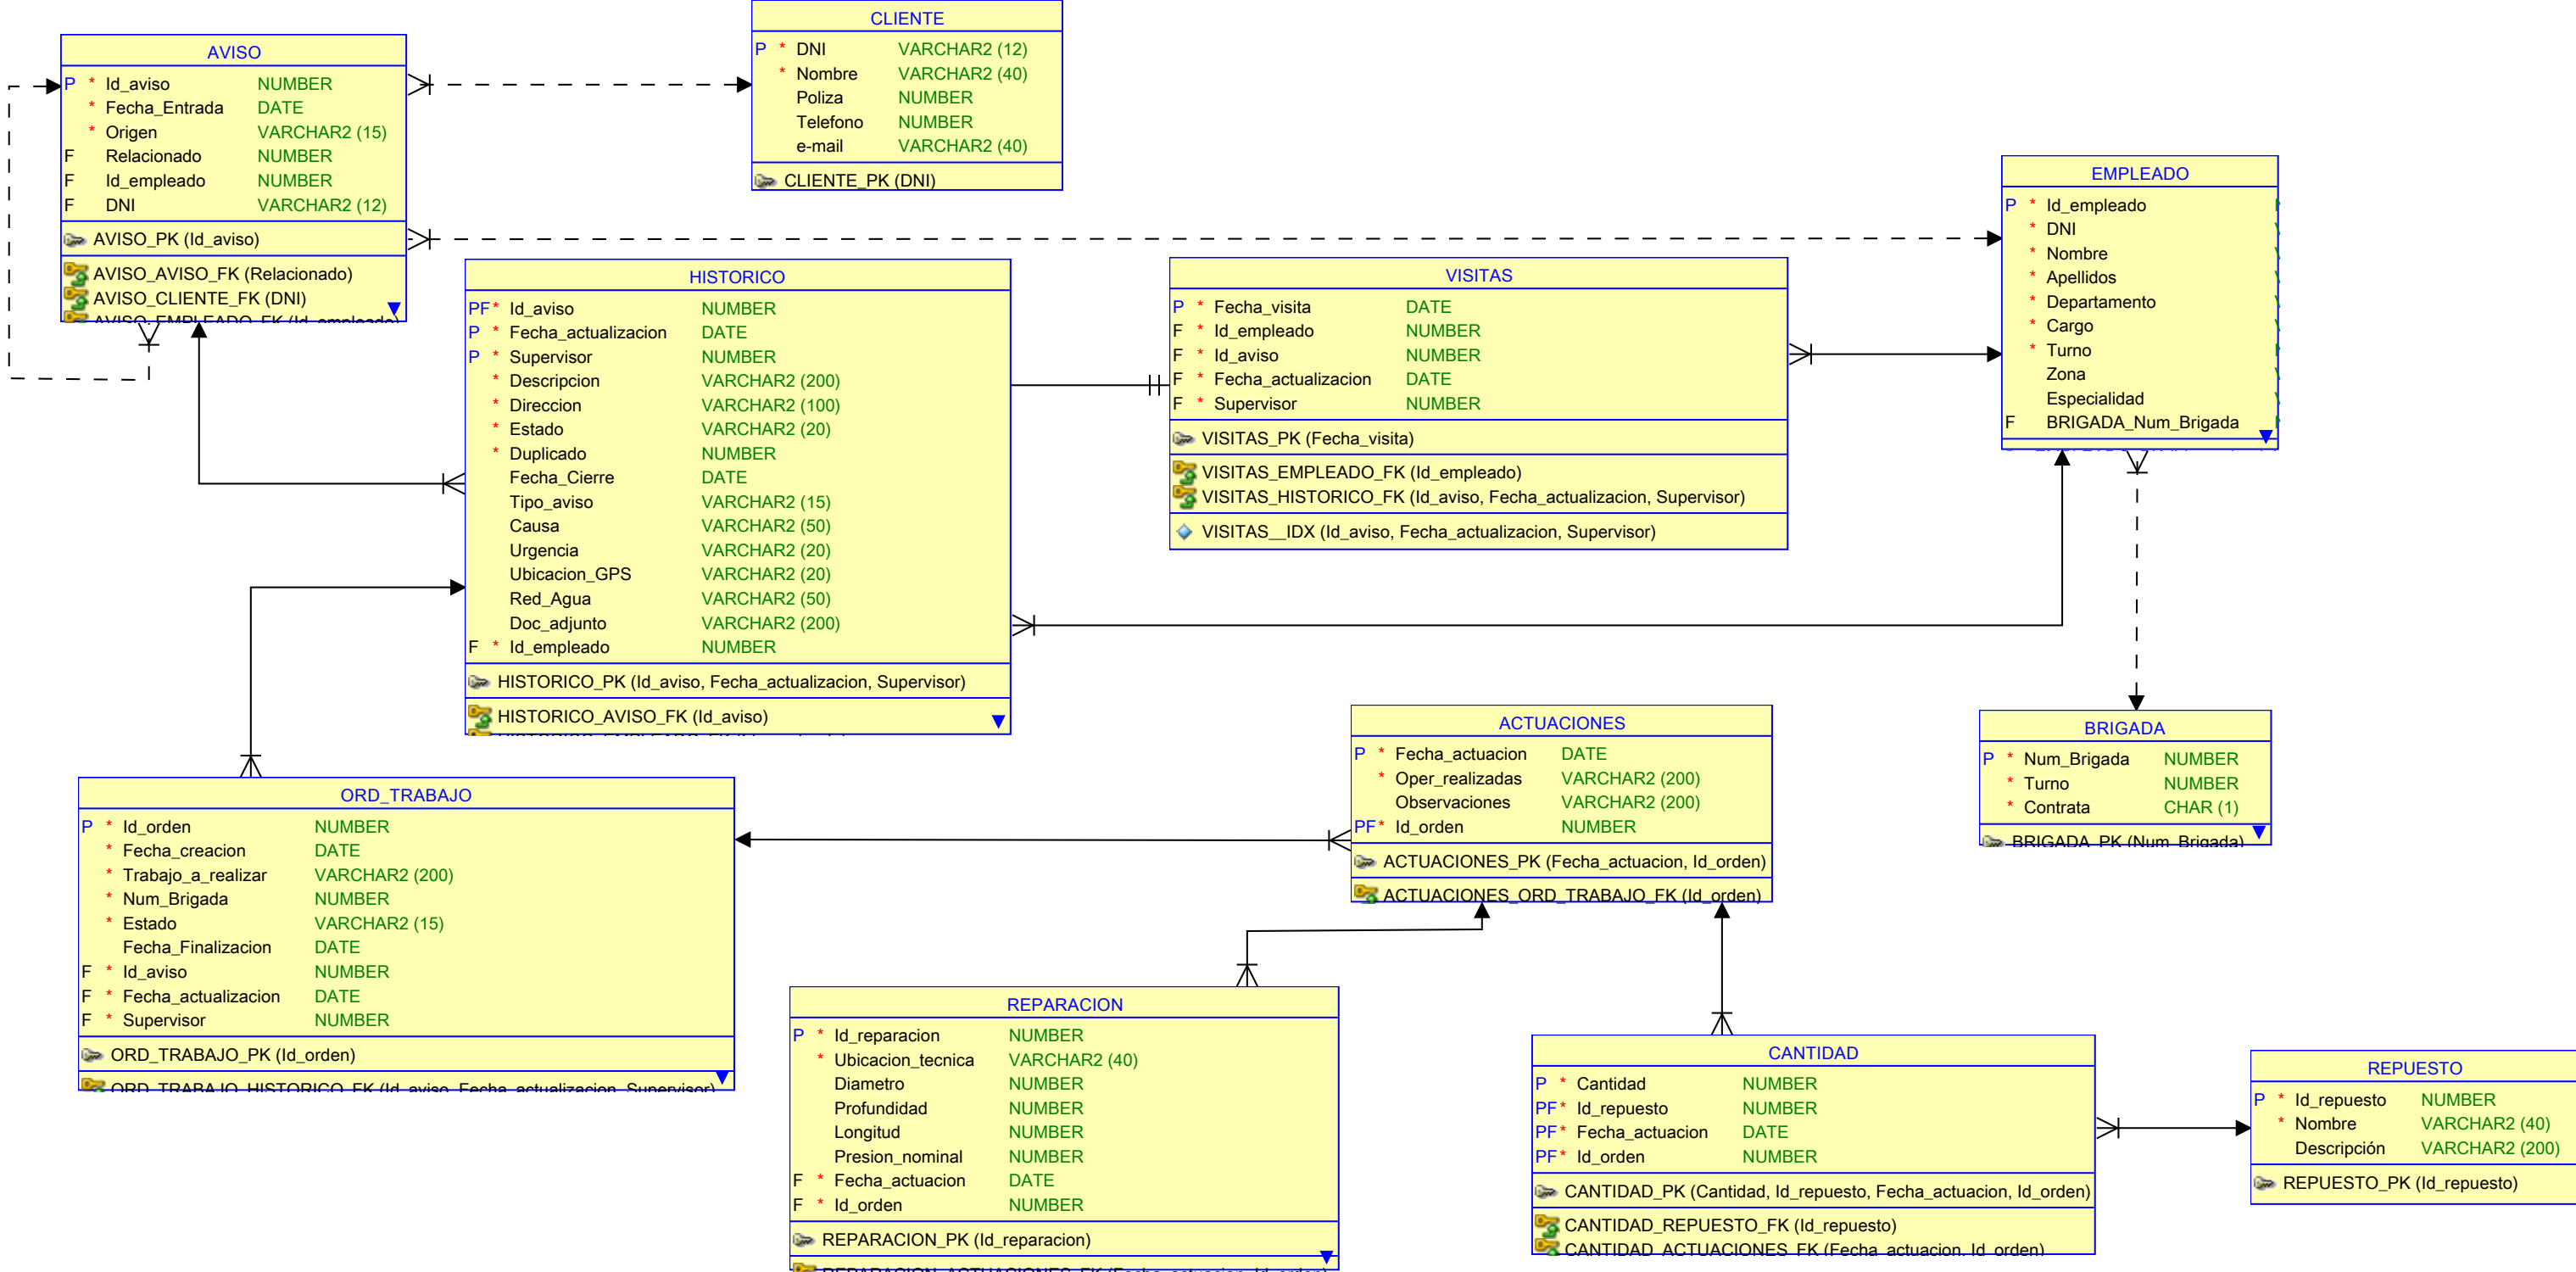 CLIENTE
P * DNI VARCHAR2 (12)
* Nombre VARCHAR2 (40)
Poliza NUMBER
Telefono NUMBER
e-mail VARCHAR2 (40)
CLIENTE_PK (DNI)
AVISO
P * Id_aviso NUMBER
* Fecha_Entrada DATE
* Origen VARCHAR2 (15)
F Relacionado NUMBER
F Id_empleado NUMBER
F DNI VARCHAR2 (12)
AVISO_PK (Id_aviso)
AVISO_AVISO_FK (Relacionado)
AVISO_CLIENTE_FK (DNI)
AVISO_EMPLEADO_FK (Id_empleado)
EMPLEADO
P * Id_empleado
* DNI
* Nombre
* Apellidos
* Departamento
* Cargo
* Turno
Zona
Especialidad
F BRIGADA_Num_Brigada
HISTORICO
PF * Id_aviso NUMBER
P * Fecha_actualizacion DATE
P * Supervisor NUMBER
* Descripcion VARCHAR2 (200)
* Direccion VARCHAR2 (100)
* Estado VARCHAR2 (20)
* Duplicado NUMBER
Fecha_Cierre DATE
Tipo_aviso VARCHAR2 (15)
Causa VARCHAR2 (50)
Urgencia VARCHAR2 (20)
Ubicacion_GPS VARCHAR2 (20)
Red_Agua VARCHAR2 (50)
Doc_adjunto VARCHAR2 (200)
F * Id_empleado NUMBER
HISTORICO_PK (Id_aviso, Fecha_actualizacion, Supervisor)
HISTORICO_AVISO_FK (Id_aviso)
VISITAS
P * Fecha_visita DATE
F * Id_empleado NUMBER
F * Id_aviso NUMBER
F * Fecha_actualizacion DATE
F * Supervisor NUMBER
VISITAS_PK (Fecha_visita)
VISITAS_EMPLEADO_FK (Id_empleado)
VISITAS_HISTORICO_FK (Id_aviso, Fecha_actualizacion, Supervisor)
VISITAS__IDX (Id_aviso, Fecha_actualizacion, Supervisor)
ACTUACIONES
P * Fecha_actuacion DATE
* Oper_realizadas VARCHAR2 (200)
Observaciones VARCHAR2 (200)
PF * Id_orden NUMBER
ACTUACIONES_PK (Fecha_actuacion, Id_orden)
ACTUACIONES_ORD_TRABAJO_FK (Id_orden)
BRIGADA
P * Num_Brigada NUMBER
* Turno NUMBER
* Contrata CHAR (1)
BRIGADA_PK (Num_Brigada)
ORD_TRABAJO
P * Id_orden NUMBER
* Fecha_creacion DATE
* Trabajo_a_realizar VARCHAR2 (200)
* Num_Brigada NUMBER
* Estado VARCHAR2 (15)
Fecha_Finalizacion DATE
F * Id_aviso NUMBER
F * Fecha_actualizacion DATE
F * Supervisor NUMBER
ORD_TRABAJO_PK (Id_orden)
ORD_TRABAJO_HISTORICO_FK (Id_aviso, Fecha_actualizacion, Supervisor)
REPARACION
P * Id_reparacion NUMBER
* Ubicacion_tecnica VARCHAR2 (40)
Diametro NUMBER
Profundidad NUMBER
Longitud NUMBER
Presion_nominal NUMBER
F * Fecha_actuacion DATE
F * Id_orden NUMBER
REPARACION_PK (Id_reparacion)
REPARACION_ACTUACIONES_FK (Fecha_actuacion, Id_orden)
CANTIDAD
P * Cantidad NUMBER
PF * Id_repuesto NUMBER
PF * Fecha_actuacion DATE
PF * Id_orden NUMBER
CANTIDAD_PK (Cantidad, Id_repuesto, Fecha_actuacion, Id_orden)
CANTIDAD_REPUESTO_FK (Id_repuesto)
CANTIDAD_ACTUACIONES_FK (Fecha_actuacion, Id_orden)
REPUESTO
P * Id_repuesto NUMBER
* Nombre VARCHAR2 (40)
Descripción VARCHAR2 (200)
REPUESTO_PK (Id_repuesto)